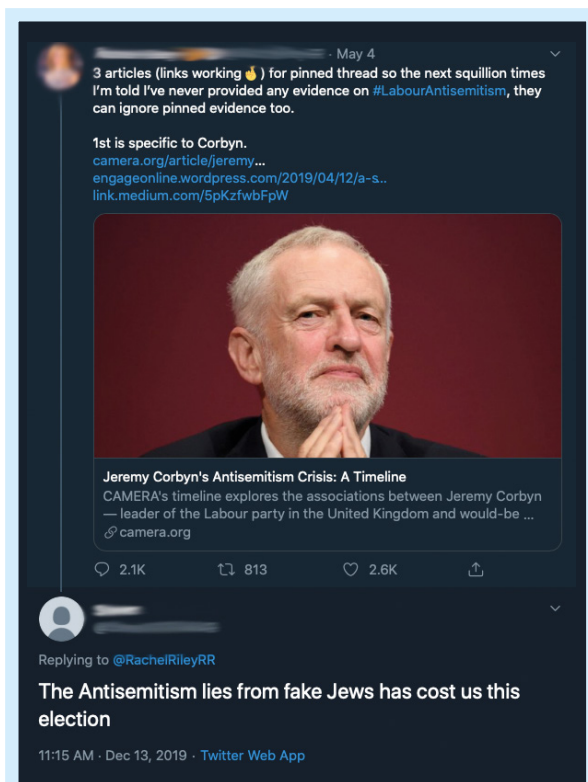 · May 4
3 articles (links working🤞) for pinned thread so the next squillion times
I'm told I've never provided any evidence on #LabourAntisemitism, they
can ignore pinned evidence too.
1st is specific to Corbyn.
camera.org/article/jeremy...
engageonline.wordpress.com/2019/04/12/a-s...
link.medium.com/5pKzfwbFpW
Jeremy Corbyn's Antisemitism Crisis: A Timeline
CAMERA's timeline explores the associations between Jeremy Corbyn
— leader of the Labour party in the United Kingdom and would-be ...
camera.org
2.1K 813 2.6K
Replying to @RachelRileyRR
The Antisemitism lies from fake Jews has cost us this
election
11:15 AM · Dec 13, 2019 · Twitter Web App